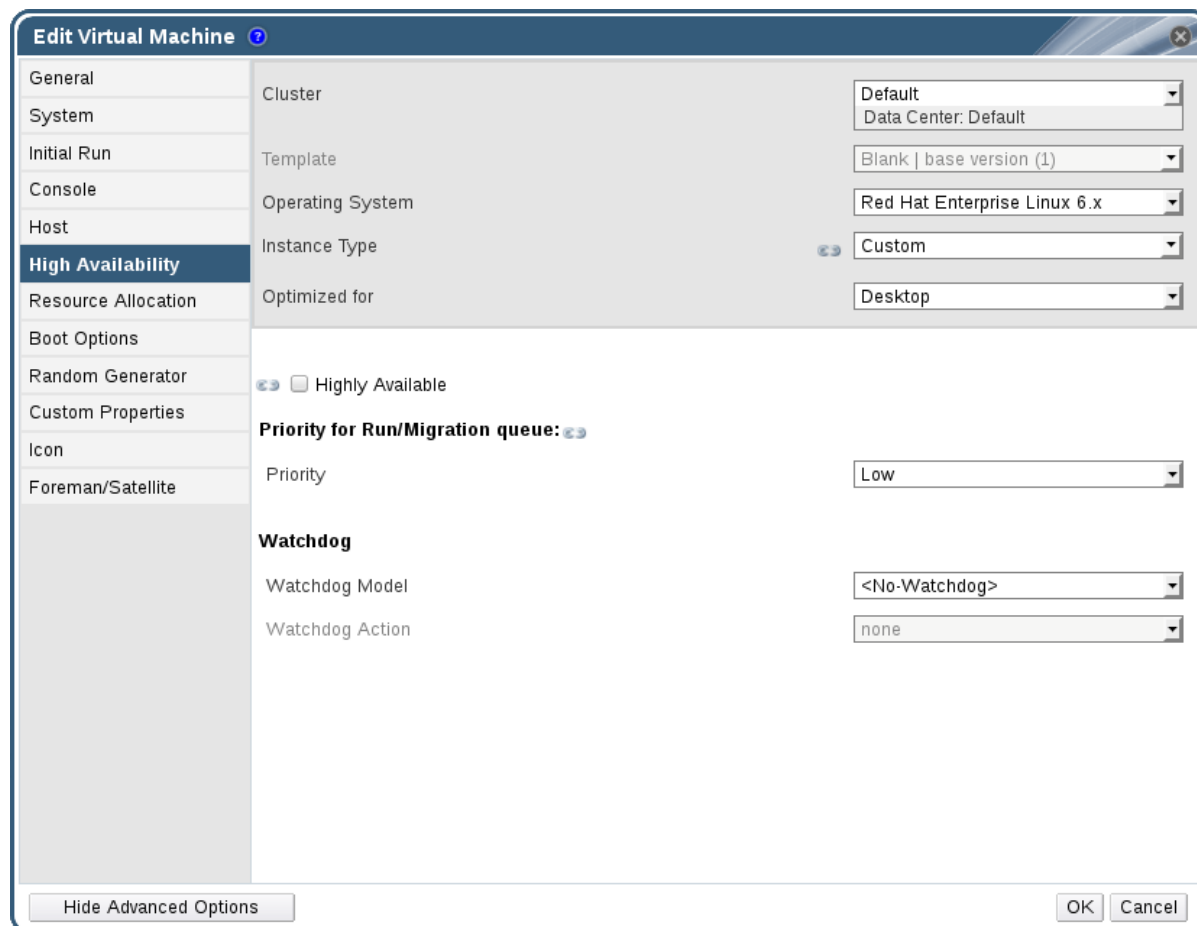 Edit Virtual Machine ?
General
System
Initial Run
Console
Host
High Availability
Resource Allocation
Boot Options
Random Generator
Custom Properties
Icon
Foreman/Satellite
Cluster Default
Data Center: Default
Template Blank | base version (1)
Operating System Red Hat Enterprise Linux 6.x
Instance Type Custom
Optimized for Desktop
Highly Available
Priority for Run/Migration queue:
Priority Low
Watchdog
Watchdog Model <No-Watchdog>
Watchdog Action none
Hide Advanced Options OK Cancel